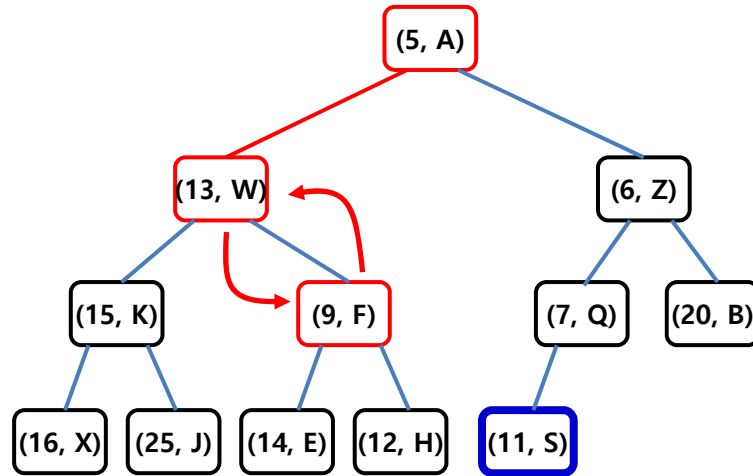 (5, A)
(13, W)
(6, Z)
(15, K)
(9, F)
(7, Q)
(20, B)
(16, X)
(25, J)
(14, E)
(12, H)
(11, S)